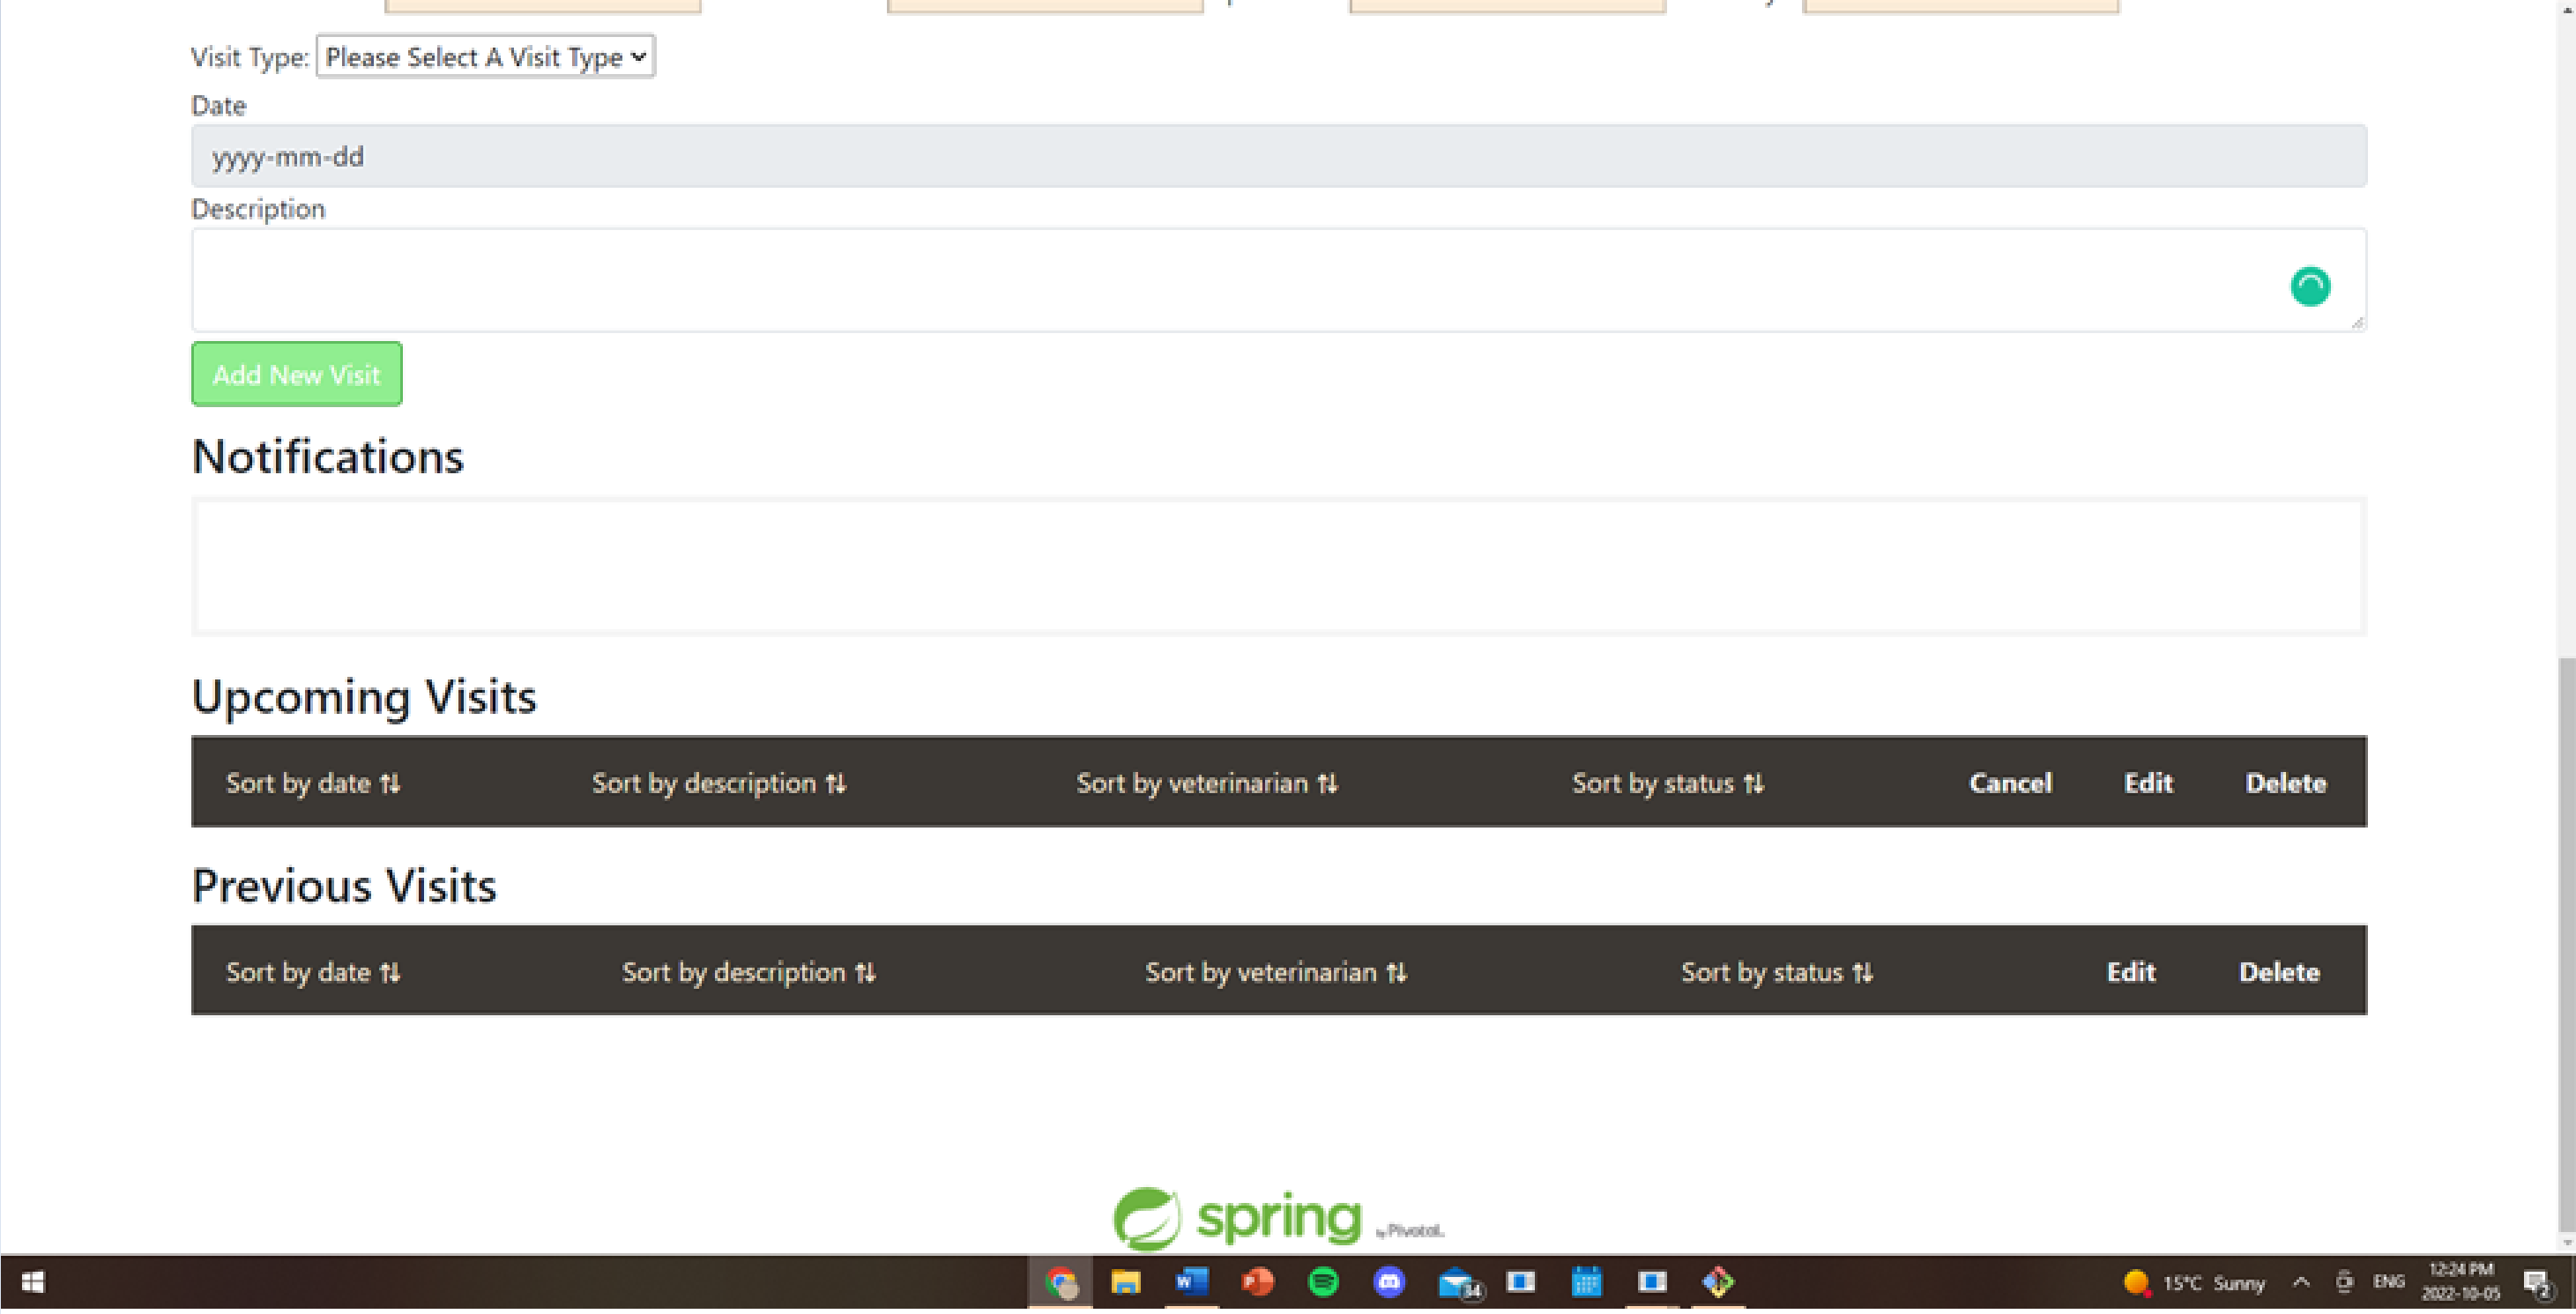 Visit Type: Please Select A Visit Type
Date
yyyy-mm-dd
Description
Add New Visit
Notifications
Upcoming Visits
Sort by date ⇅ Sort by description ⇅ Sort by veterinarian ⇅ Sort by status ⇅ Cancel Edit Delete
Previous Visits
Sort by date ⇅ Sort by description ⇅ Sort by veterinarian ⇅ Sort by status ⇅ Edit Delete
spring by Pivotal.
34
15°C Sunny ENG 12:24 PM
2022-10-05
2